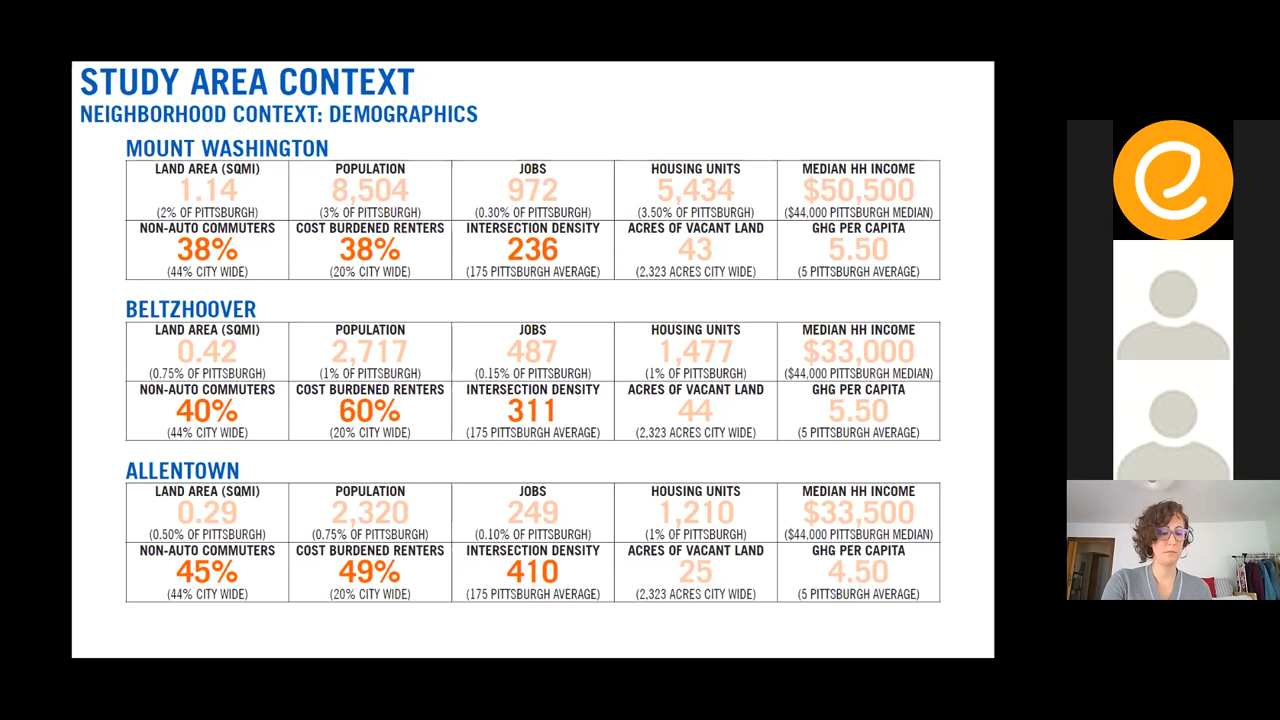 STUDY AREA CONTEXT
NEIGHBORHOOD CONTEXT: DEMOGRAPHICS
MOUNT WASHINGTON
LAND AREA (SQMI) POPULATION JOBS HOUSING UNITS MEDIAN HH INCOME
1.14 8,504 972 5,434 $50,500
(2% OF PITTSBURGH) (3% OF PITTSBURGH) (0.30% OF PITTSBURGH) (3.50% OF PITTSBURGH) ($44,000 PITTSBURGH MEDIAN)
NON-AUTO COMMUTERS COST BURDENED RENTERS INTERSECTION DENSITY ACRES OF VACANT LAND GHG PER CAPITA
38% 38% 236 43 5.50
(44% CITY WIDE) (20% CITY WIDE) (175 PITTSBURGH AVERAGE) (2,323 ACRES CITY WIDE) (5 PITTSBURGH AVERAGE)
BELTZHOOVER
LAND AREA (SQMI) POPULATION JOBS HOUSING UNITS MEDIAN HH INCOME
0.42 2,717 487 1,477 $33,000
(0.75% OF PITTSBURGH) (1% OF PITTSBURGH) (0.15% OF PITTSBURGH) (1% OF PITTSBURGH) ($44,000 PITTSBURGH MEDIAN)
NON-AUTO COMMUTERS COST BURDENED RENTERS INTERSECTION DENSITY ACRES OF VACANT LAND GHG PER CAPITA
40% 60% 311 44 5.50
(44% CITY WIDE) (20% CITY WIDE) (175 PITTSBURGH AVERAGE) (2,323 ACRES CITY WIDE) (5 PITTSBURGH AVERAGE)
ALLENTOWN
LAND AREA (SQMI) POPULATION JOBS HOUSING UNITS MEDIAN HH INCOME
0.29 2,320 249 1,210 $33,500
(0.50% OF PITTSBURGH) (0.75% OF PITTSBURGH) (0.10% OF PITTSBURGH) (1% OF PITTSBURGH) ($44,000 PITTSBURGH MEDIAN)
NON-AUTO COMMUTERS COST BURDENED RENTERS INTERSECTION DENSITY ACRES OF VACANT LAND GHG PER CAPITA
45% 49% 410 25 4.50
(44% CITY WIDE) (20% CITY WIDE) (175 PITTSBURGH AVERAGE) (2,323 ACRES CITY WIDE) (5 PITTSBURGH AVERAGE)
e